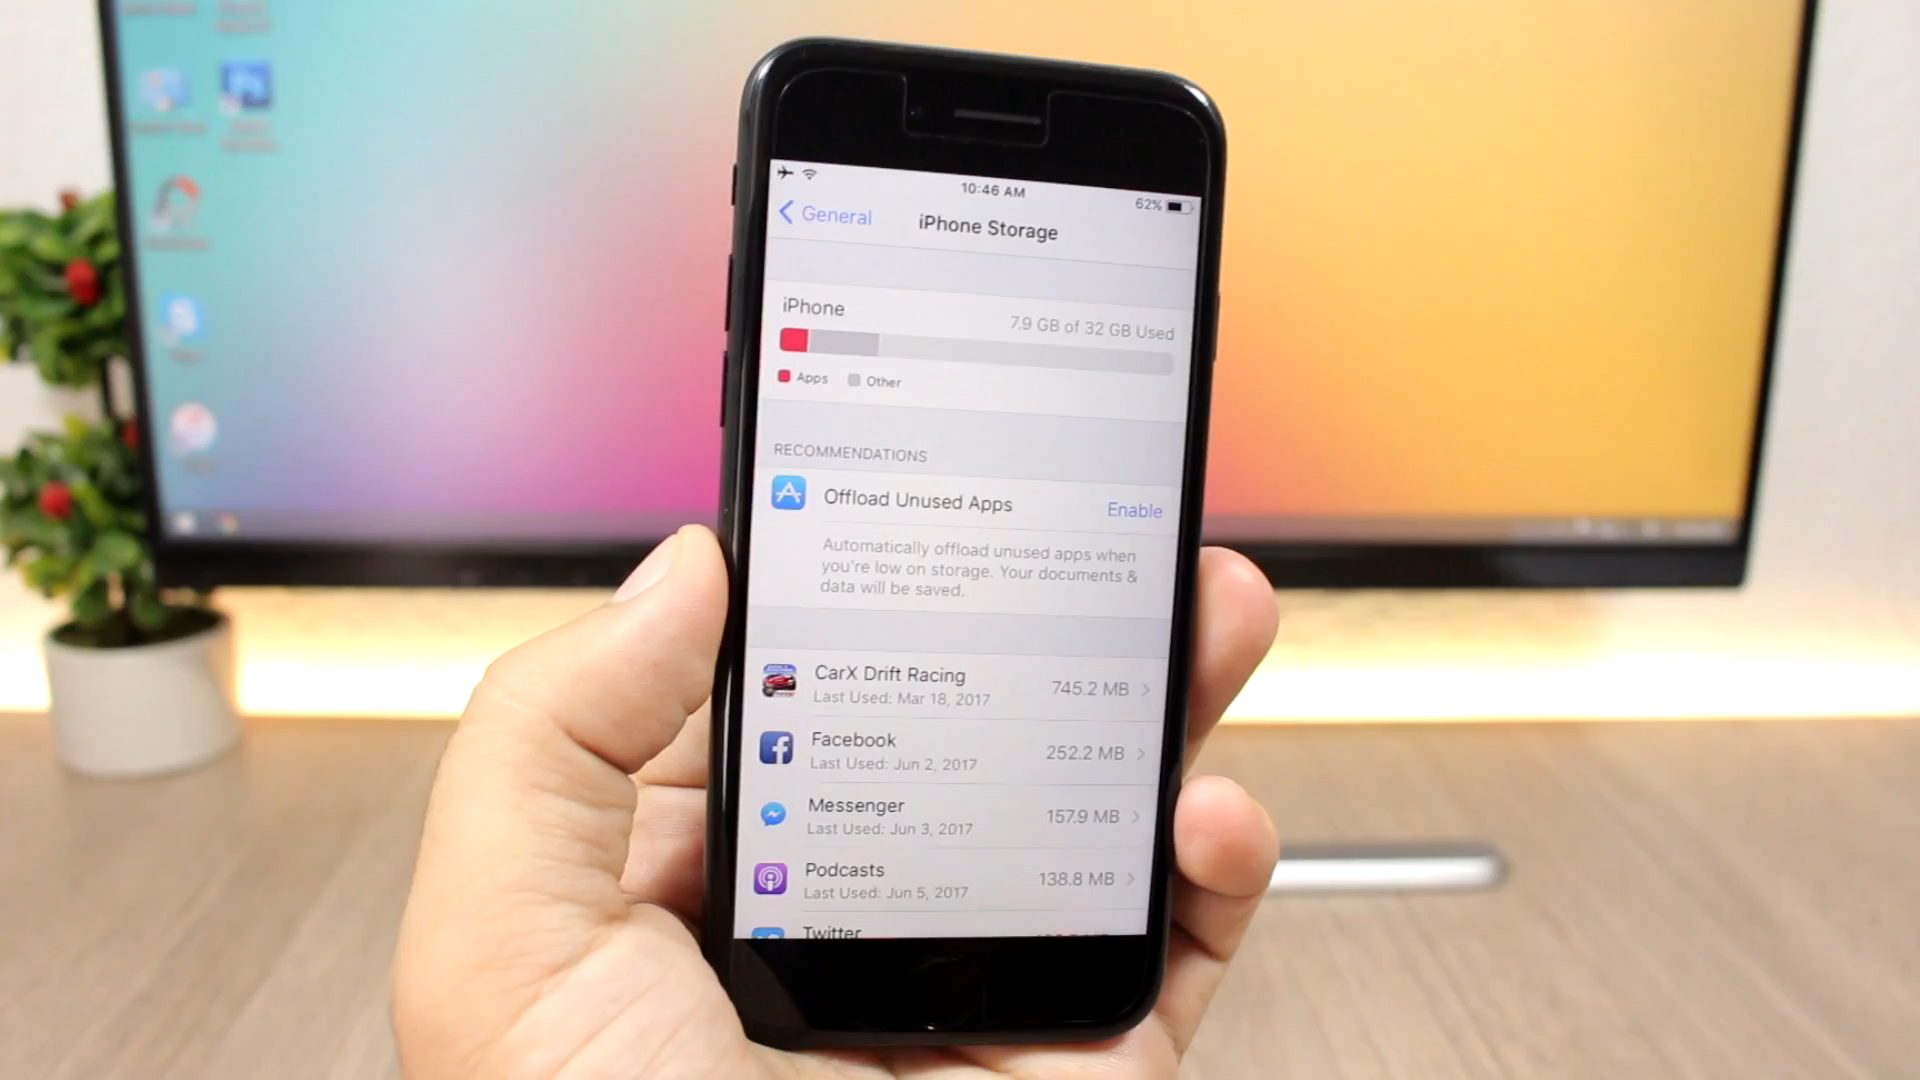 10:46 AM
62%
General
iPhone Storage
iPhone
7.9 GB of 32 GB Used
Apps
Other
RECOMMENDATIONS
Offload Unused Apps
Enable
Automatically offload unused apps when
you're low on storage. Your documents &
data will be saved.
CarX Drift Racing
745.2 MB
Last Used: Mar 18, 2017
Facebook
252.2 MB
Last Used: Jun 2, 2017
Messenger
157.9 MB
Last Used: Jun 3, 2017
Podcasts
138.8 MB
Last Used: Jun 5, 2017
Twitter